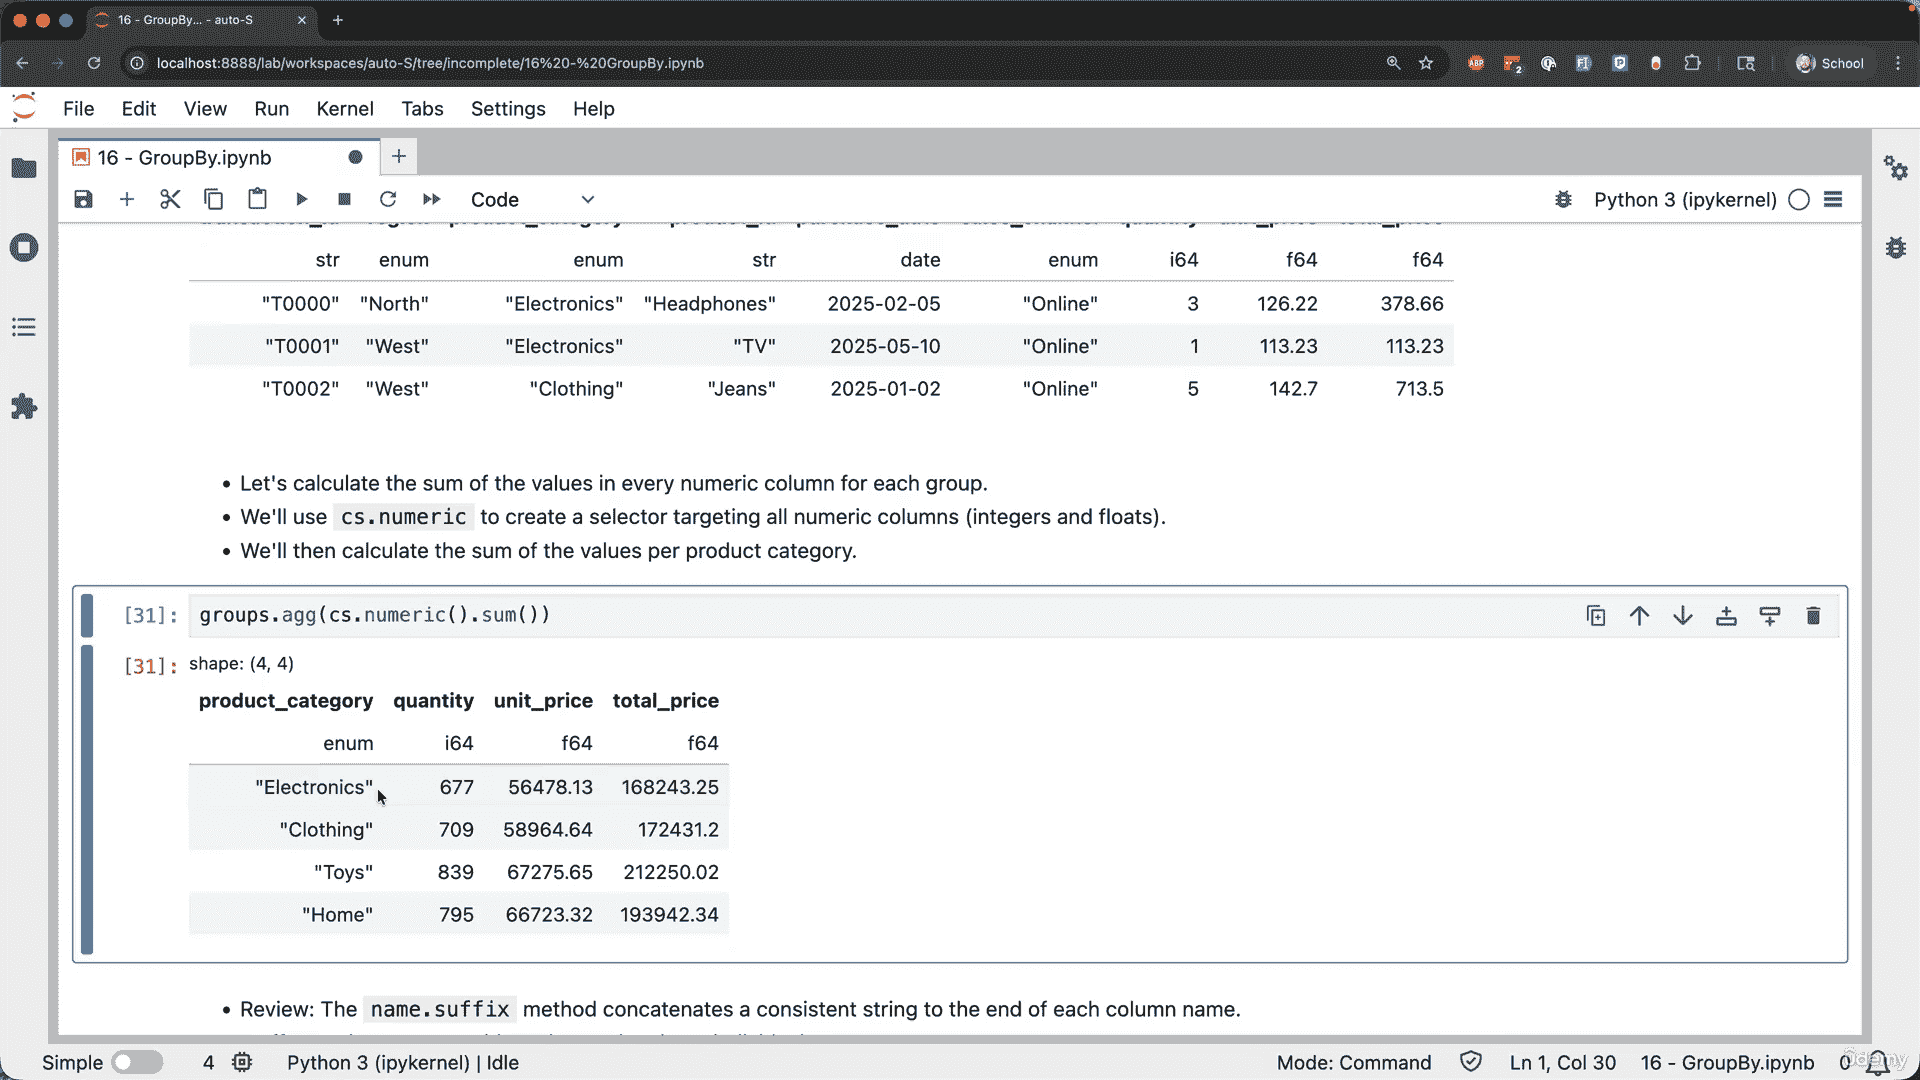 16 - GroupBy... - auto-S
localhost:8888/lab/workspaces/auto-S/tree/incomplete/16%20-%20GroupBy.ipynb
ABP
2
School
File Edit View Run Kernel Tabs Settings Help
16 - GroupBy.ipynb
Code
Python 3 (ipykernel)
str enum enum str date enum i64 f64 f64
"T0000" "North" "Electronics" "Headphones" 2025-02-05 "Online" 3 126.22 378.66
"T0001" "West" "Electronics" "TV" 2025-05-10 "Online" 1 113.23 113.23
"T0002" "West" "Clothing" "Jeans" 2025-01-02 "Online" 5 142.7 713.5
• Let's calculate the sum of the values in every numeric column for each group.
• We'll use cs.numeric to create a selector targeting all numeric columns (integers and floats).
• We'll then calculate the sum of the values per product category.
[31]: groups.agg(cs.numeric().sum())
[31]: shape: (4, 4)
product_category quantity unit_price total_price
enum i64 f64 f64
"Electronics" 677 56478.13 168243.25
"Clothing" 709 58964.64 172431.2
"Toys" 839 67275.65 212250.02
"Home" 795 66723.32 193942.34
• Review: The name.suffix method concatenates a consistent string to the end of each column name.
Simple 4 Python 3 (ipykernel) | Idle Mode: Command Ln 1, Col 30 16 - GroupBy.ipynb 0
udemy